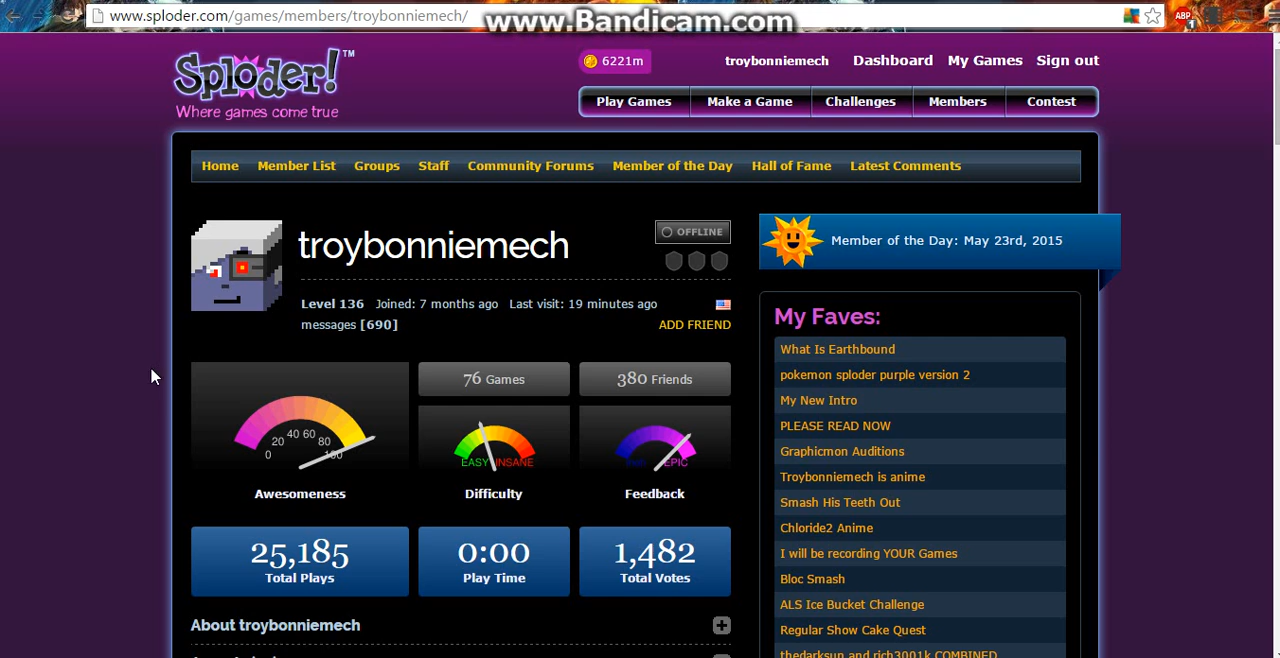 www.sploder.com/games/members/troybonniemech/
www.Bandicam.com
ABP
1
Sploder!™
Where games come true
6221m
troybonniemech
Dashboard
My Games
Sign out
Play Games
Make a Game
Challenges
Members
Contest
Home
Member List
Groups
Staff
Community Forums
Member of the Day
Hall of Fame
Latest Comments
troybonniemech
OFFLINE
Level 136 Joined: 7 months ago Last visit: 19 minutes ago
messages [690]
ADD FRIEND
0 20 40 60 80 100
Awesomeness
76 Games
380 Friends
EASY INSANE
Difficulty
EPIC
Feedback
25,185
Total Plays
0:00
Play Time
1,482
Total Votes
About troybonniemech
Member of the Day: May 23rd, 2015
My Faves:
What Is Earthbound
pokemon sploder purple version 2
My New Intro
PLEASE READ NOW
Graphicmon Auditions
Troybonniemech is anime
Smash His Teeth Out
Chloride2 Anime
I will be recording YOUR Games
Bloc Smash
ALS Ice Bucket Challenge
Regular Show Cake Quest
thedarksun and rich3001k COMBINED